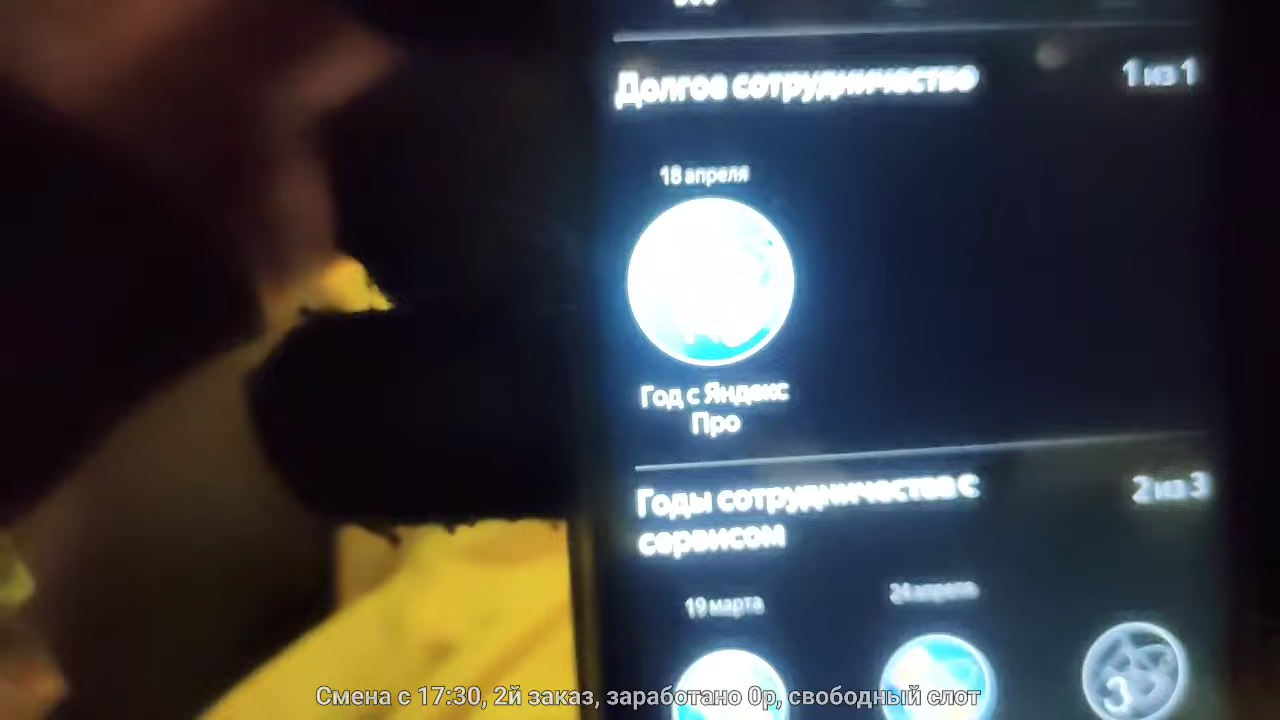 Долгое сотрудничество 1 из 1
18 апреля
Год с Яндекс
Про
Годы сотрудничества с 2 из 3
сервисом
19 марта 24 апреля
3
Смена с 17:30, 2й заказ, заработано 0р, свободный слот